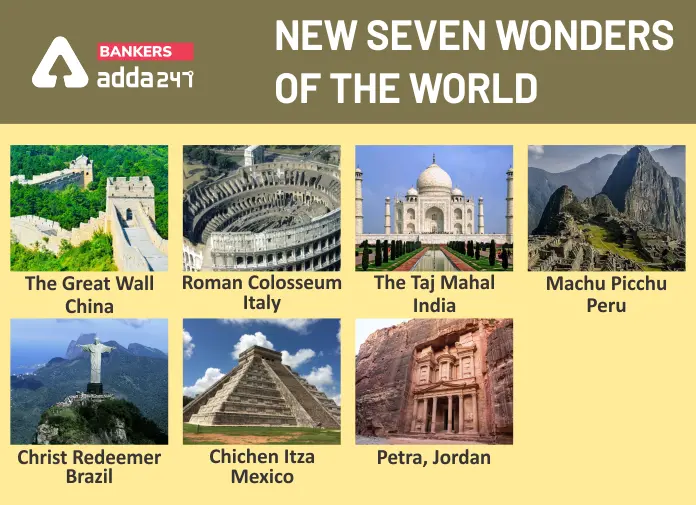 BANKERS
adda247
NEW SEVEN WONDERS
OF THE WORLD
The Great Wall
China
Roman Colosseum
Italy
The Taj Mahal
India
Machu Picchu
Peru
Christ Redeemer
Brazil
Chichen Itza
Mexico
Petra, Jordan